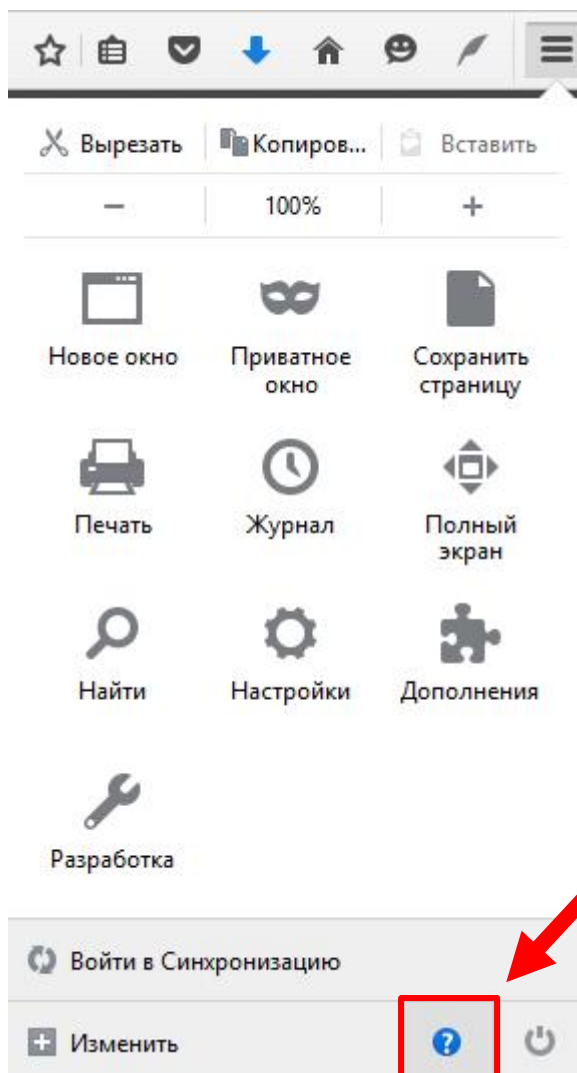 Вырезать Копиров... Вставить
− 100% +
Новое окно Приватное окно Сохранить страницу
Печать Журнал Полный экран
Найти Настройки Дополнения
Разработка
Войти в Синхронизацию
Изменить ?